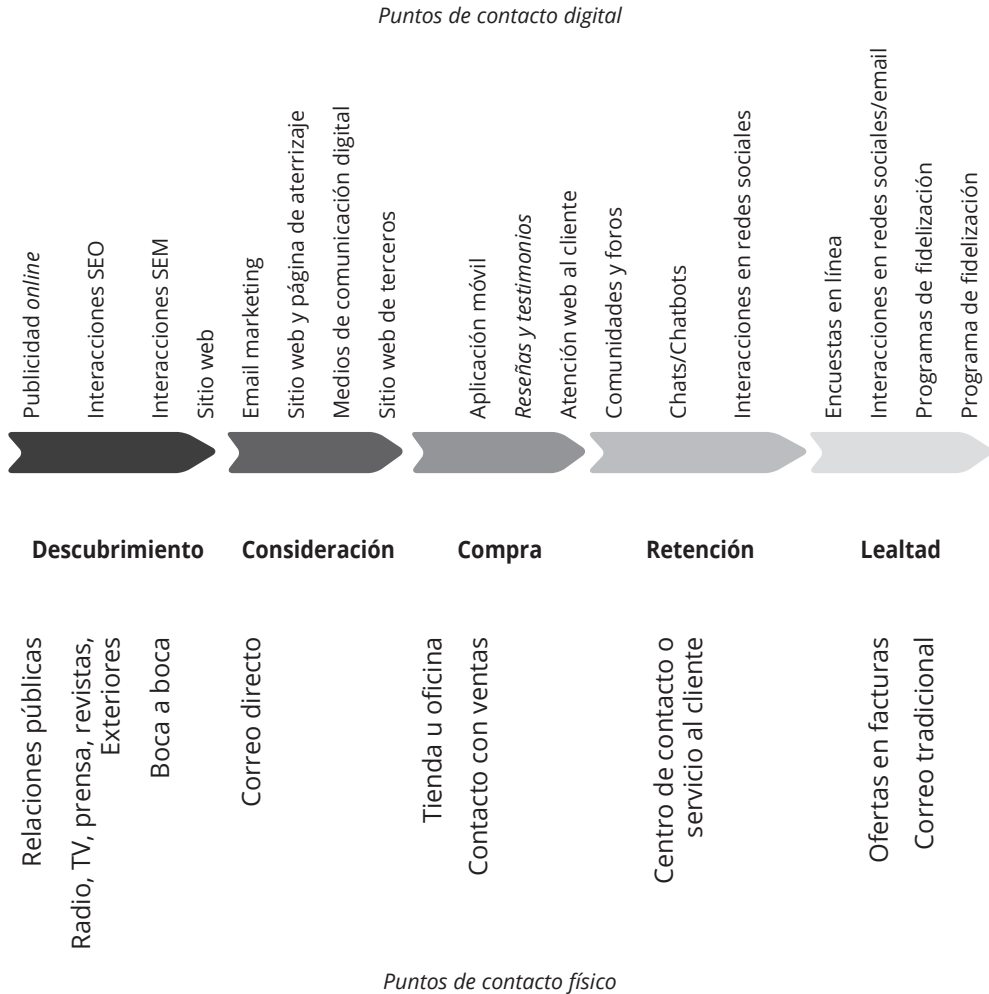 Puntos de contacto digital
Publicidad online
Interacciones SEO
Interacciones SEM
Sitio web
Email marketing
Sitio web y página de aterrizaje
Medios de comunicación digital
Sitio web de terceros
Aplicación móvil
Reseñas y testimonios
Atención web al cliente
Comunidades y foros
Chats/Chatbots
Interacciones en redes sociales
Encuestas en línea
Interacciones en redes sociales/email
Programas de fidelización
Programa de fidelización
Descubrimiento
Consideración
Compra
Retención
Lealtad
Relaciones públicas
Radio, TV, prensa, revistas,
Exteriores
Boca a boca
Correo directo
Tienda u oficina
Contacto con ventas
Centro de contacto o
servicio al cliente
Ofertas en facturas
Correo tradicional
Puntos de contacto físico